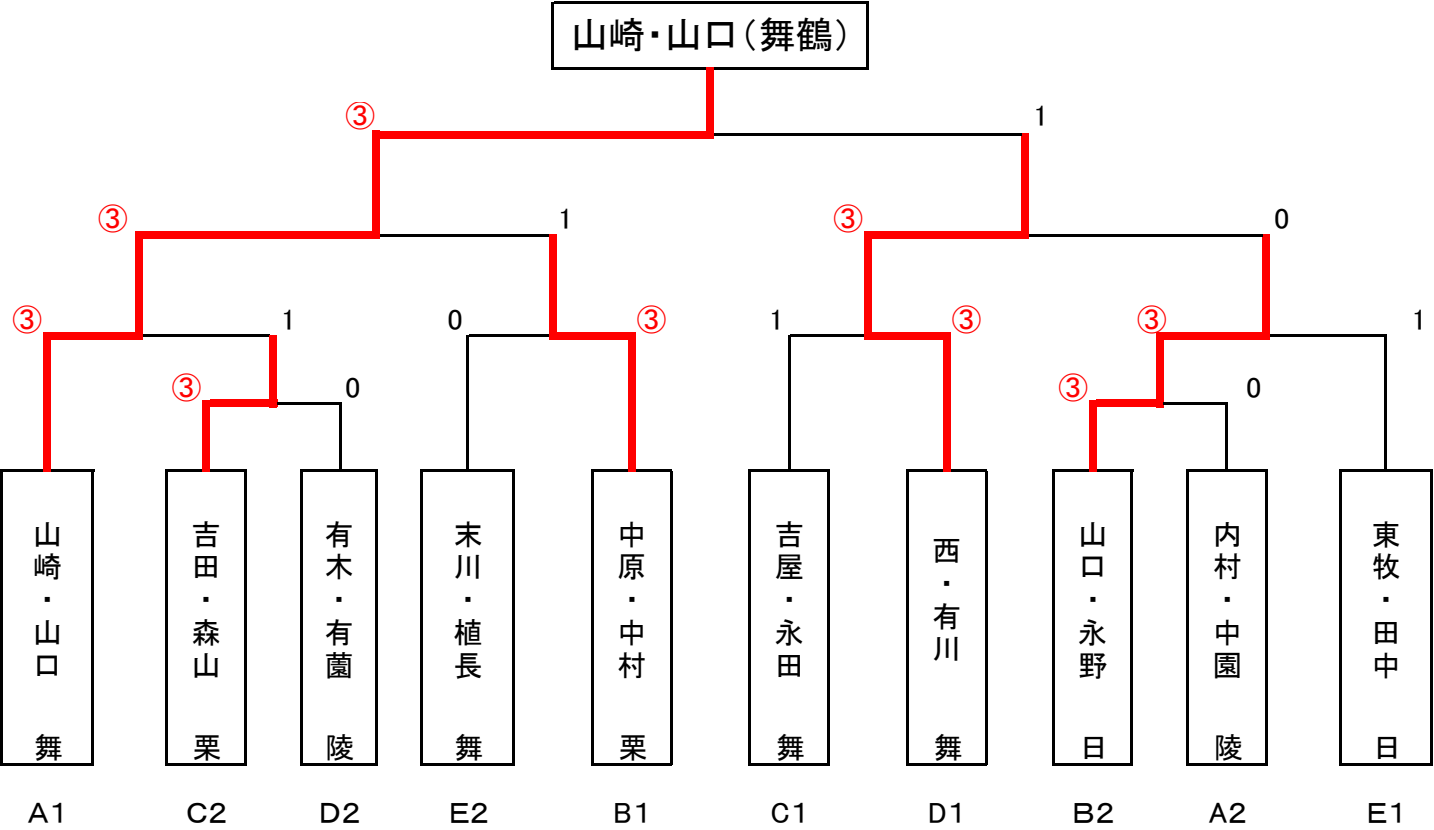 山崎・山口（舞鶴）
③ 1
③ 1 ③ 0
③ 1 0 ③ 1 ③ ③ 1
③ 0 ③ 0
山崎・山口 舞
吉田・森山 栗
有木・有薗 陵
末川・植長 舞
中原・中村 栗
吉屋・永田 舞
西・有川 舞
山口・永野 日
内村・中園 陵
東牧・田中 日
A1 C2 D2 E2 B1 C1 D1 B2 A2 E1